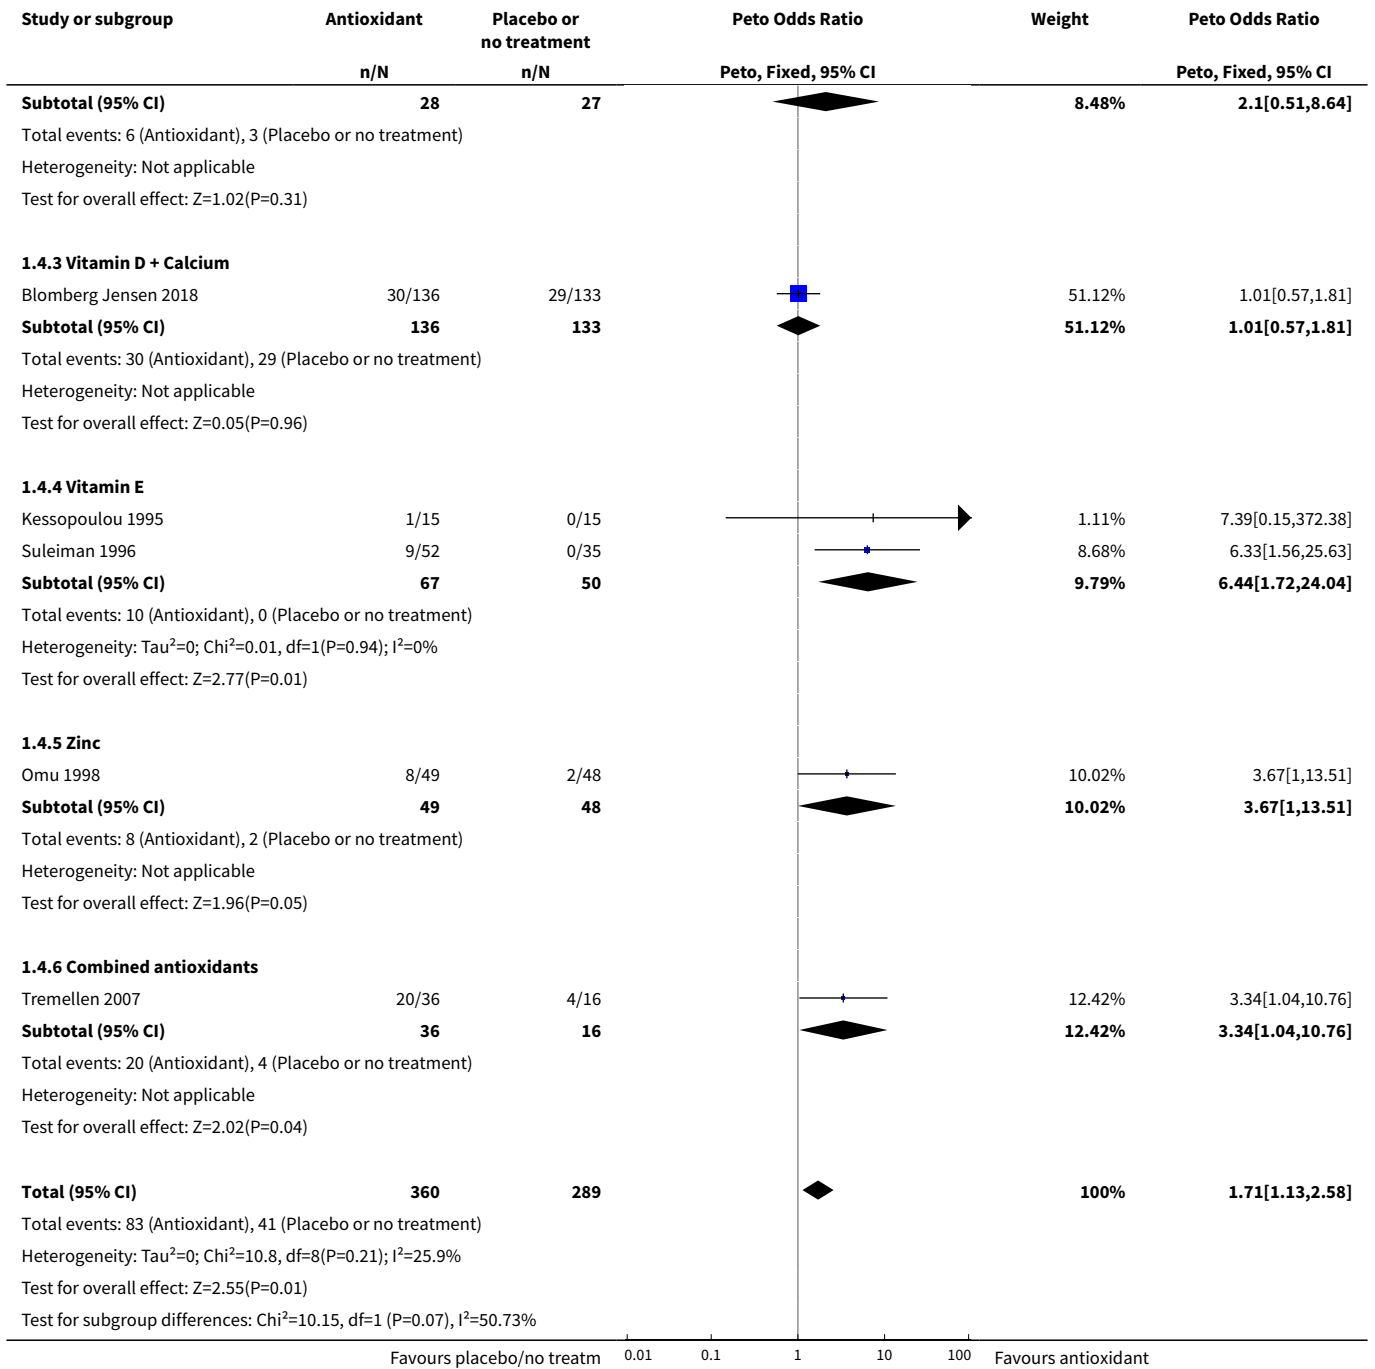 Study or subgroup Antioxidant Placebo or no treatment Peto Odds Ratio Weight Peto Odds Ratio
n/N n/N Peto, Fixed, 95% CI Peto, Fixed, 95% CI
Subtotal (95% CI) 28 27 8.48% 2.1[0.51,8.64]
Total events: 6 (Antioxidant), 3 (Placebo or no treatment)
Heterogeneity: Not applicable
Test for overall effect: Z=1.02(P=0.31)
1.4.3 Vitamin D + Calcium
Blomberg Jensen 2018 30/136 29/133 51.12% 1.01[0.57,1.81]
Subtotal (95% CI) 136 133 51.12% 1.01[0.57,1.81]
Total events: 30 (Antioxidant), 29 (Placebo or no treatment)
Heterogeneity: Not applicable
Test for overall effect: Z=0.05(P=0.96)
1.4.4 Vitamin E
Kessopoulou 1995 1/15 0/15 1.11% 7.39[0.15,372.38]
Suleiman 1996 9/52 0/35 8.68% 6.33[1.56,25.63]
Subtotal (95% CI) 67 50 9.79% 6.44[1.72,24.04]
Total events: 10 (Antioxidant), 0 (Placebo or no treatment)
Heterogeneity: Tau²=0; Chi²=0.01, df=1(P=0.94); I²=0%
Test for overall effect: Z=2.77(P=0.01)
1.4.5 Zinc
Omu 1998 8/49 2/48 10.02% 3.67[1,13.51]
Subtotal (95% CI) 49 48 10.02% 3.67[1,13.51]
Total events: 8 (Antioxidant), 2 (Placebo or no treatment)
Heterogeneity: Not applicable
Test for overall effect: Z=1.96(P=0.05)
1.4.6 Combined antioxidants
Tremellen 2007 20/36 4/16 12.42% 3.34[1.04,10.76]
Subtotal (95% CI) 36 16 12.42% 3.34[1.04,10.76]
Total events: 20 (Antioxidant), 4 (Placebo or no treatment)
Heterogeneity: Not applicable
Test for overall effect: Z=2.02(P=0.04)
Total (95% CI) 360 289 100% 1.71[1.13,2.58]
Total events: 83 (Antioxidant), 41 (Placebo or no treatment)
Heterogeneity: Tau²=0; Chi²=10.8, df=8(P=0.21); I²=25.9%
Test for overall effect: Z=2.55(P=0.01)
Test for subgroup differences: Chi²=10.15, df=1 (P=0.07), I²=50.73%
Favours placebo/no treatm 0.01 0.1 1 10 100 Favours antioxidant